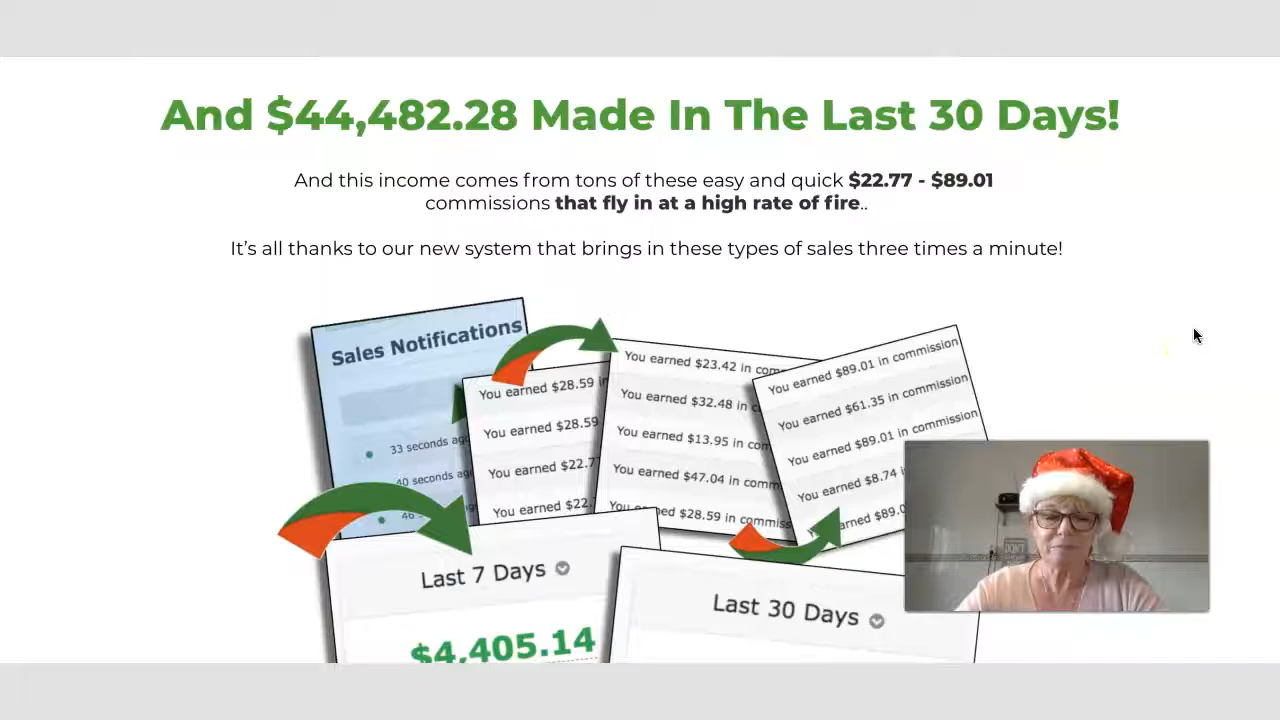 And $44,482.28 Made In The Last 30 Days!
And this income comes from tons of these easy and quick $22.77 - $89.01
commissions that fly in at a high rate of fire..
It's all thanks to our new system that brings in these types of sales three times a minute!
Sales Notifications
33 seconds ago
40 seconds ago
46
You earned $28.59 in
You earned $28.59
You earned $22.77
You earned $22.
You earned $23.42 in com
You earned $32.48 in c
You earned $13.95 in com
You earned $47.04 in comm
You earned $28.59 in commiss
You earned $89.01 in commission
You earned $61.35 in commission
You earned $89.01 in commission
You earned $8.74 i
arned $89.0
Last 7 Days
$4,405.14
Last 30 Days
DON'T